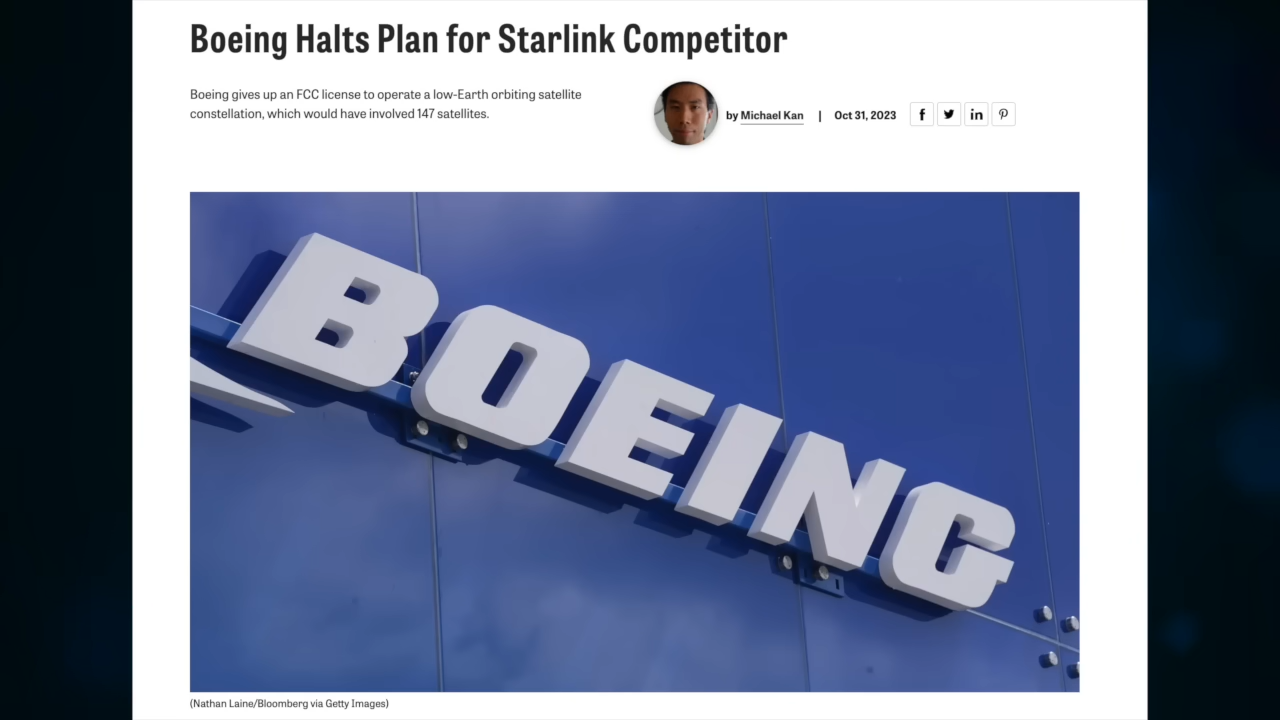 Boeing Halts Plan for Starlink Competitor
Boeing gives up an FCC license to operate a low-Earth orbiting satellite
constellation, which would have involved 147 satellites.
by Michael Kan | Oct 31, 2023
BOEING
(Nathan Laine/Bloomberg via Getty Images)